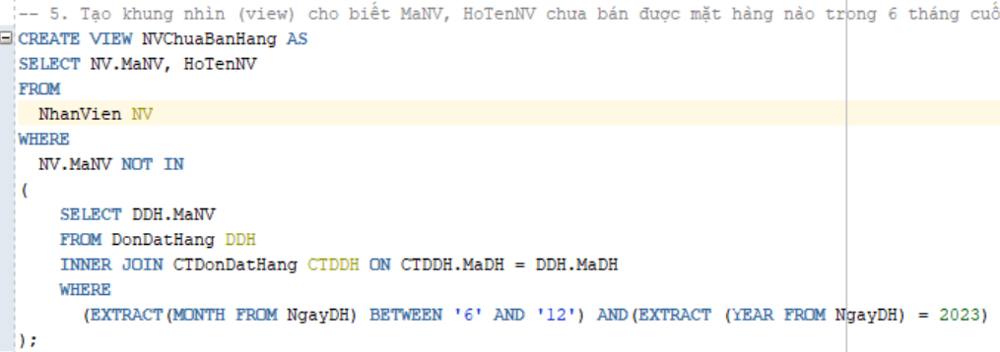 -- 5. Tạo khung nhìn (view) cho biết MaNV, HoTenNV chưa bán được mặt hàng nào trong 6 tháng
CREATE VIEW NVChuaBanHang AS
SELECT NV.MaNV, HoTenNV
FROM
NhanVien NV
WHERE
NV.MaNV NOT IN
(
SELECT DDH.MaNV
FROM DonDatHang DDH
INNER JOIN CTDonDatHang CTDDH ON CTDDH.MaDH = DDH.MaDH
WHERE
(EXTRACT(MONTH FROM NgayDH) BETWEEN '6' AND '12') AND(EXTRACT (YEAR FROM NgayDH) = 2023)
);